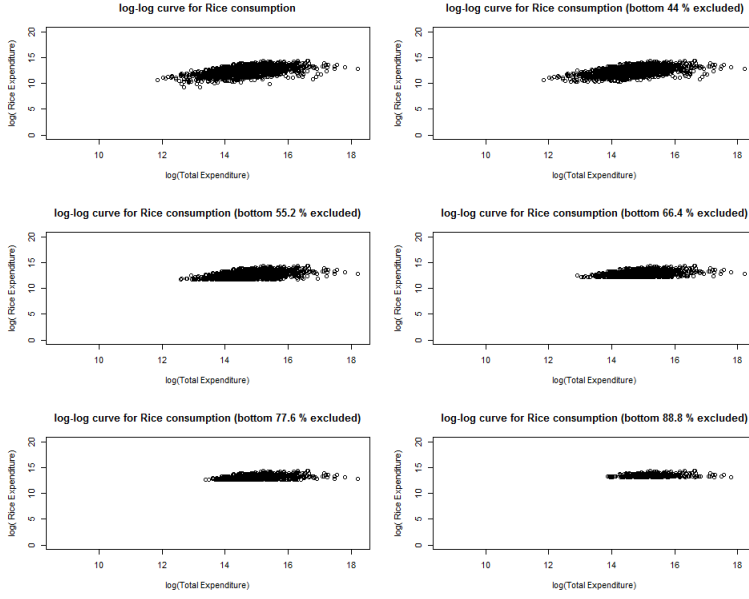 log-log curve for Rice consumption
log( Rice Expenditure)
20
15
10
5
0
10 12 14 16 18
log(Total Expenditure)
log-log curve for Rice consumption (bottom 44 % excluded)
log( Rice Expenditure)
20
15
10
5
0
10 12 14 16 18
log(Total Expenditure)
log-log curve for Rice consumption (bottom 55.2 % excluded)
log( Rice Expenditure)
20
15
10
5
0
10 12 14 16 18
log(Total Expenditure)
log-log curve for Rice consumption (bottom 66.4 % excluded)
log( Rice Expenditure)
20
15
10
5
0
10 12 14 16 18
log(Total Expenditure)
log-log curve for Rice consumption (bottom 77.6 % excluded)
log( Rice Expenditure)
20
15
10
5
0
10 12 14 16 18
log(Total Expenditure)
log-log curve for Rice consumption (bottom 88.8 % excluded)
log( Rice Expenditure)
20
15
10
5
0
10 12 14 16 18
log(Total Expenditure)